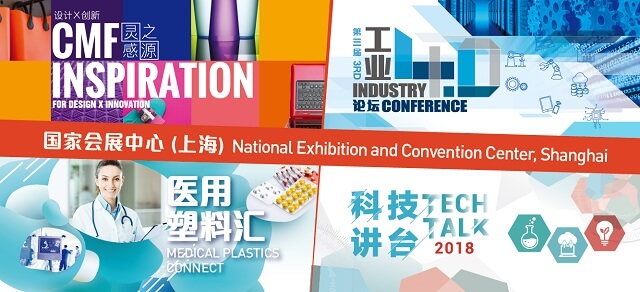 设计X创新
CMF 灵感之源
INSPIRATION
FOR DESIGN X INNOVATION
第三届 3RD
工业 4.0
INDUSTRY
论坛 CONFERENCE
国家会展中心 (上海) National Exhibition and Convention Center, Shanghai
医用
塑料汇
MEDICAL PLASTICS
CONNECT
科技 TECH
讲台 TALK
2018